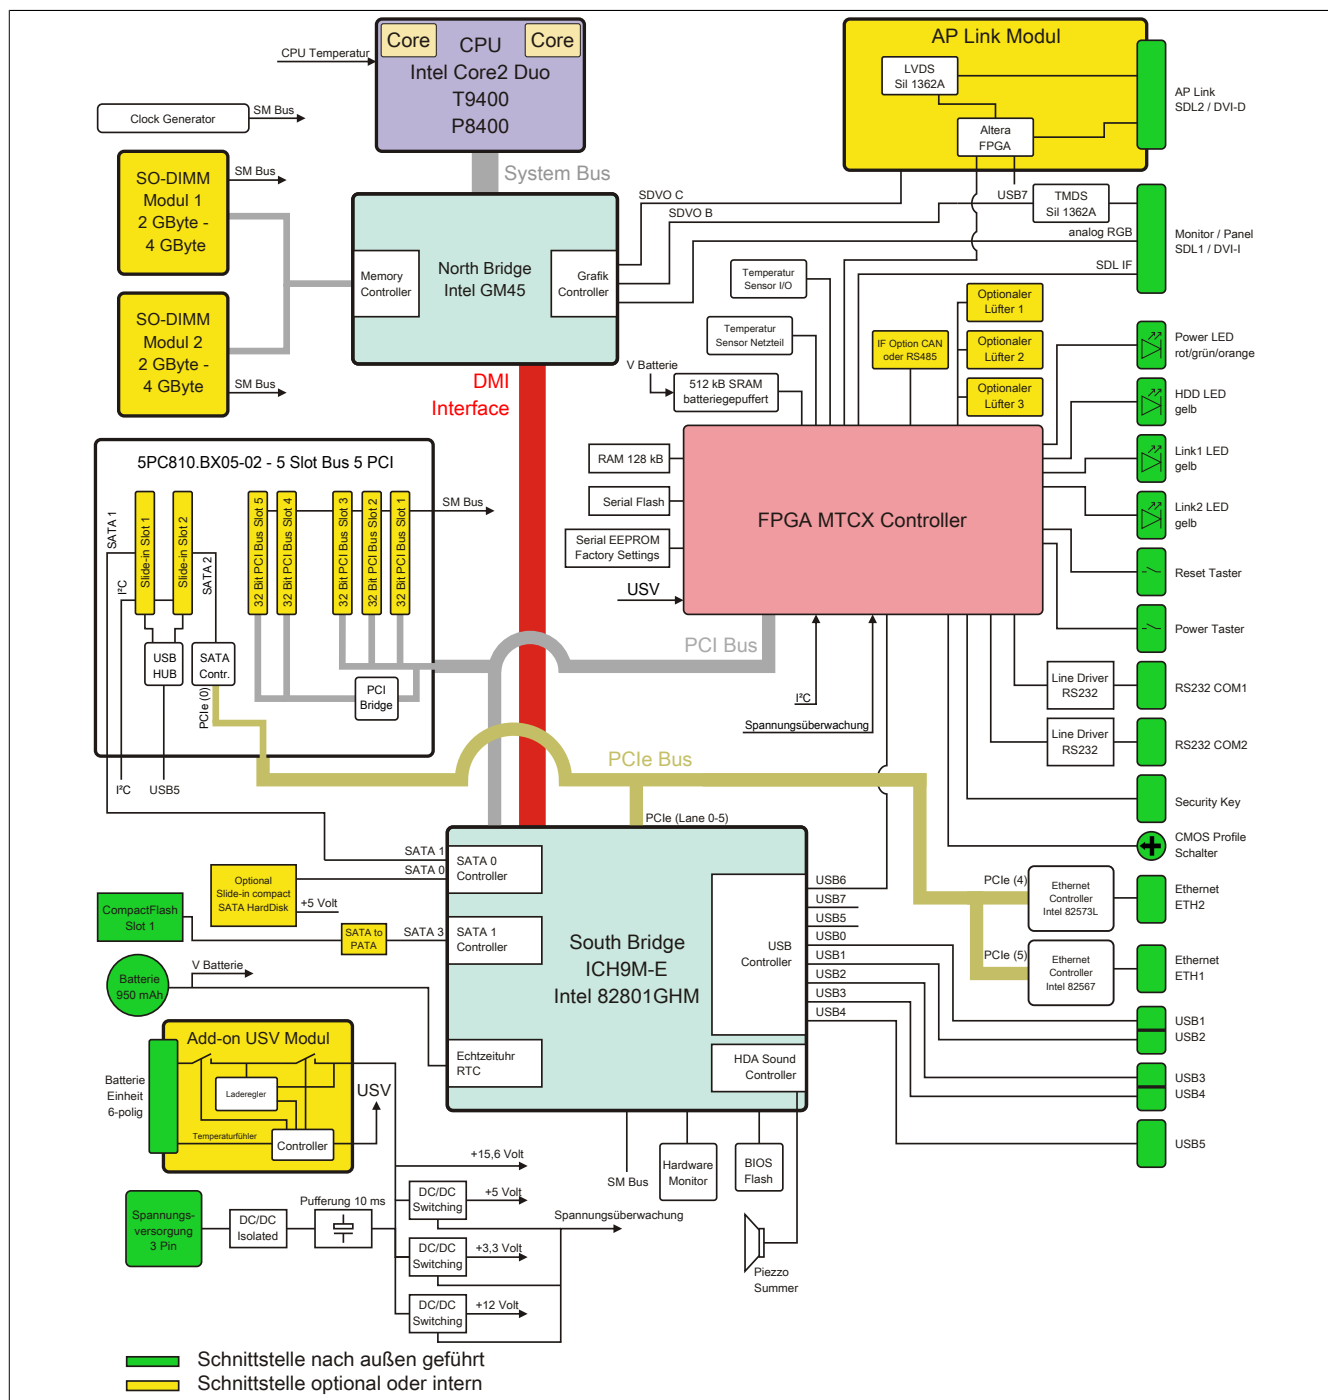 Core
CPU
Core
Intel Core2 Duo
T9400
P8400
CPU Temperatur
Clock Generator
SM Bus
SO-DIMM
Modul 1
2 GByte -
4 GByte
SM Bus
SO-DIMM
Modul 2
2 GByte -
4 GByte
SM Bus
System Bus
Memory
Controller
North Bridge
Intel GM45
Grafik
Controller
SDVO C
SDVO B
analog RGB
SDL IF
USB7
AP Link Modul
LVDS
Sil 1362A
Altera
FPGA
AP Link
SDL2 / DVI-D
TMDS
Sil 1362A
Monitor / Panel
SDL1 / DVI-I
DMI
Interface
Temperatur
Sensor I/O
Temperatur
Sensor Netzteil
V Batterie
512 kB SRAM
batteriegepuffert
IF Option CAN
oder RS485
Optionaler
Lüfter 1
Optionaler
Lüfter 2
Optionaler
Lüfter 3
Power LED
rot/grün/orange
HDD LED
gelb
Link1 LED
gelb
Link2 LED
gelb
Reset Taster
Power Taster
RAM 128 kB
Serial Flash
Serial EEPROM
Factory Settings
USV
FPGA MTCX Controller
5PC810.BX05-02 - 5 Slot Bus 5 PCI
SATA 1
Slide-in Slot 1
Slide-in Slot 2
SATA 2
I²C
32 Bit PCI Bus Slot 5
32 Bit PCI Bus Slot 4
32 Bit PCI Bus Slot 3
32 Bit PCI Bus Slot 2
32 Bit PCI Bus Slot 1
SM Bus
USB
HUB
SATA
Contr.
PCIe (0)
PCI
Bridge
I²C
USB5
PCI Bus
I²C
Spannungsüberwachung
PCIe Bus
PCIe (Lane 0-5)
Line Driver
RS232
RS232 COM1
Line Driver
RS232
RS232 COM2
Security Key
CMOS Profile
Schalter
PCIe (4)
Ethernet
Controller
Intel 82573L
Ethernet
ETH2
PCIe (5)
Ethernet
Controller
Intel 82567
Ethernet
ETH1
SATA 1
SATA 0
SATA 0
Controller
Optional
Slide-in compact
SATA HardDisk
+5 Volt
CompactFlash
Slot 1
SATA to
PATA
SATA 3
SATA 1
Controller
Batterie
950 mAh
V Batterie
South Bridge
ICH9M-E
Intel 82801GHM
USB
Controller
USB6
USB7
USB5
USB0
USB1
USB2
USB3
USB4
USB1
USB2
USB3
USB4
USB5
Echtzeituhr
RTC
HDA Sound
Controller
Add-on USV Modul
Batterie
Einheit
6-polig
Laderegler
Temperaturfühler
Controller
USV
SM Bus
Hardware
Monitor
BIOS
Flash
Piezzo
Summer
Spannungs-
versorgung
3 Pin
DC/DC
Isolated
Pufferung 10 ms
+15,6 Volt
DC/DC
Switching
+5 Volt
Spannungsüberwachung
DC/DC
Switching
+3,3 Volt
DC/DC
Switching
+12 Volt
Schnittstelle nach außen geführt
Schnittstelle optional oder intern